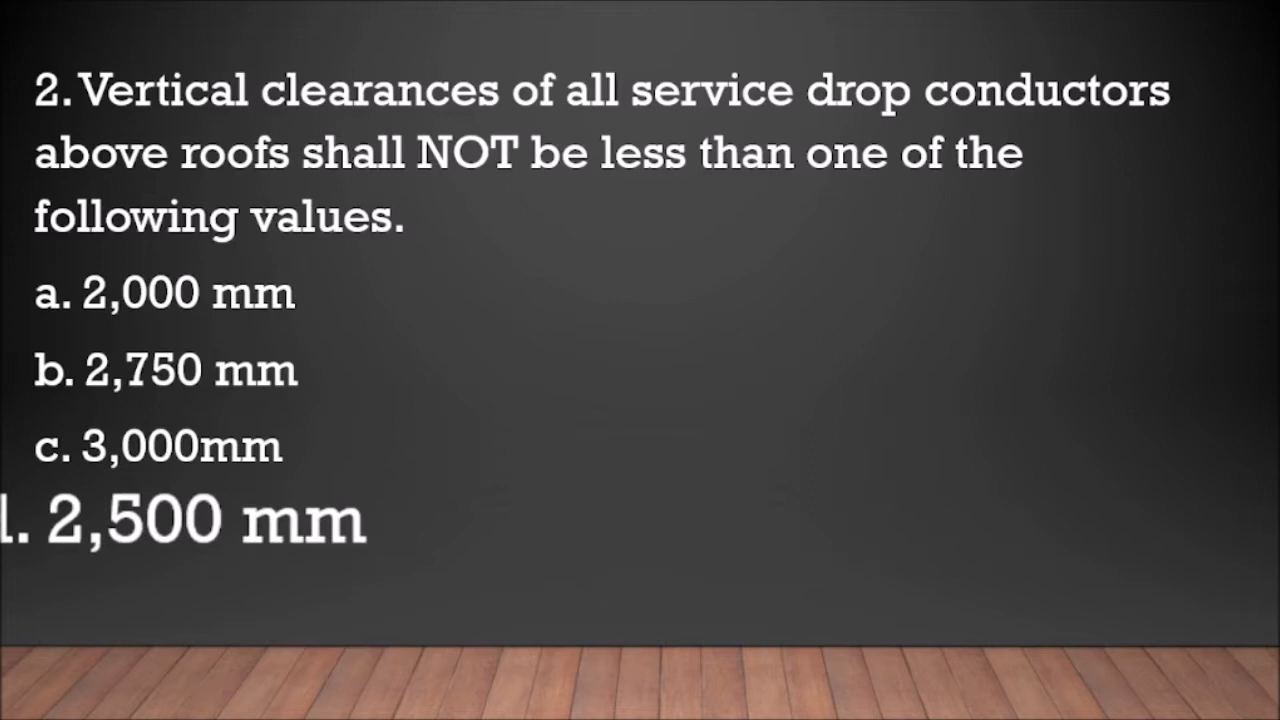 2. Vertical clearances of all service drop conductors
above roofs shall NOT be less than one of the
following values.
a. 2,000 mm
b. 2,750 mm
c. 3,000mm
. 2,500 mm